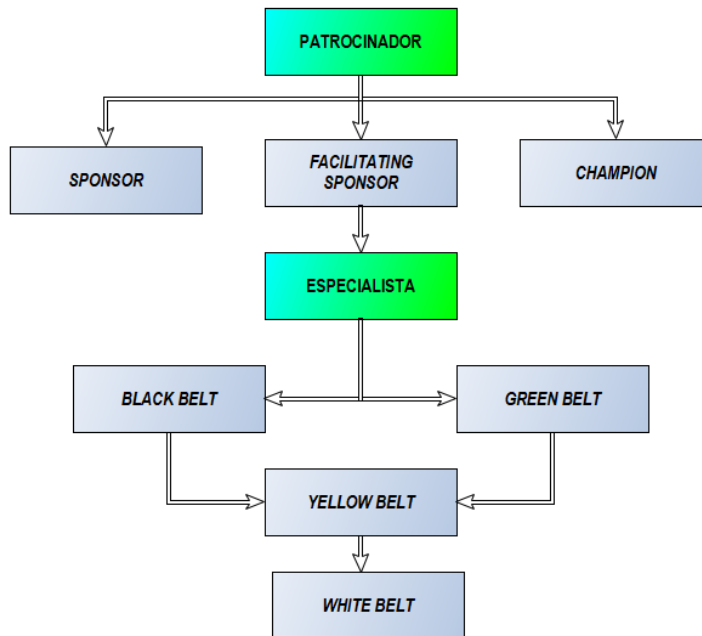 PATROCINADOR
SPONSOR
FACILITATING
SPONSOR
CHAMPION
ESPECIALISTA
BLACK BELT
GREEN BELT
YELLOW BELT
WHITE BELT